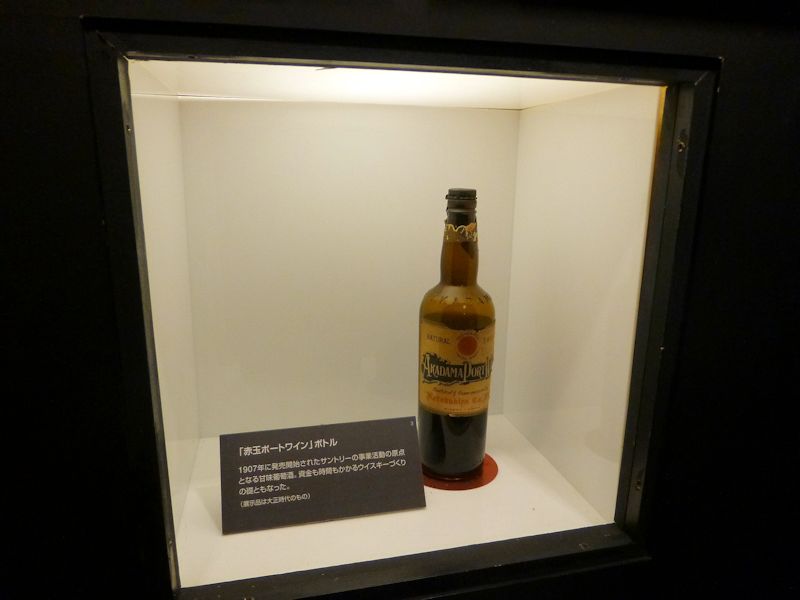 NATURAL
AKADAMA PORT
Kotobukiya Co.
3
「赤玉ポートワイン」ボトル
1907年に発売開始されたサントリーの事業活動の原点
となる甘味葡萄酒。資金も時間もかかるウイスキーづくり
の礎ともなった。
(展示品は大正時代のもの)